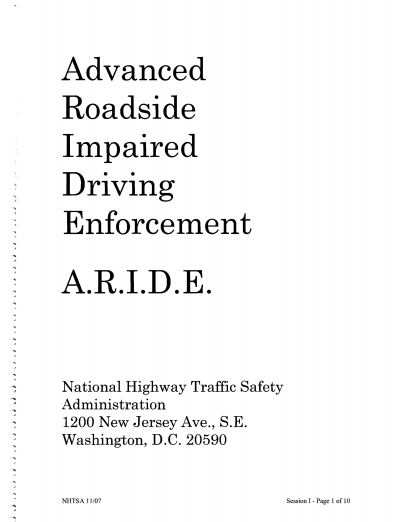 Advanced
Roadside
Impaired
Driving
Enforcement
A.R.I.D.E.
National Highway Traffic Safety
Administration
1200 New Jersey Ave., S.E.
Washington, D.C. 20590
NHTSA 11/07
Session I - Page 1 of 10